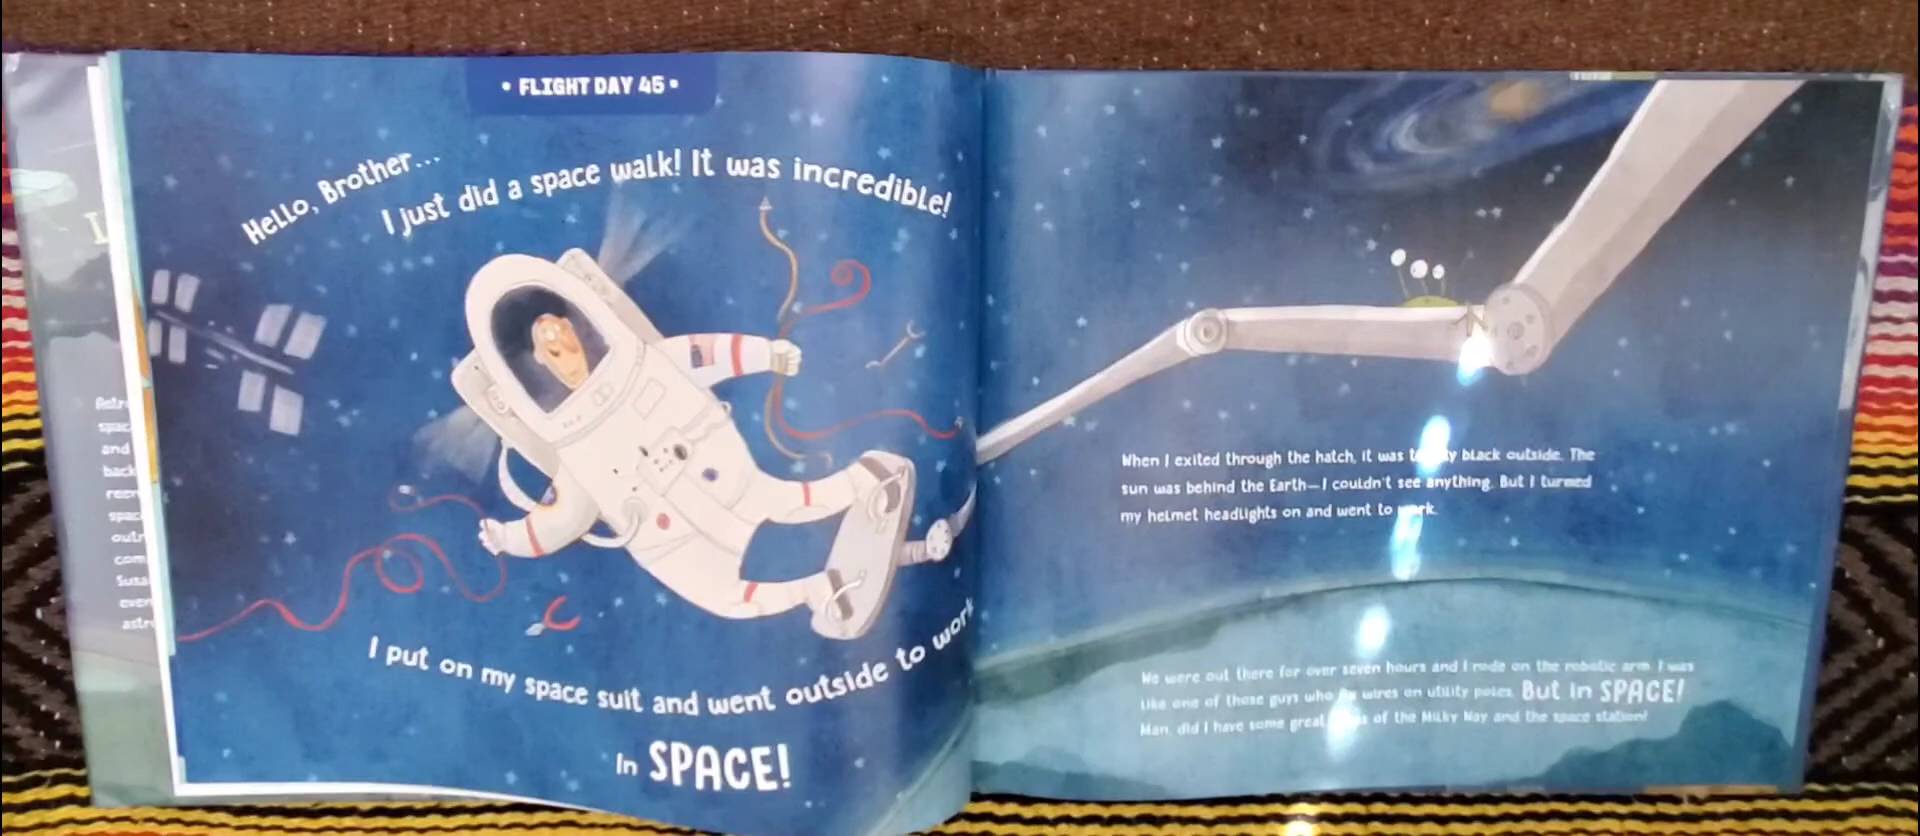 • FLIGHT DAY 45 •
Hello, Brother...
I just did a space walk! It was incredible!
I put on my space suit and went outside to work
In SPACE!
When I exited through the hatch, it was black outside. The
sun was behind the Earth—I couldn't see anything. But I turned
my helmet headlights on and went to work.
We were out there for over seven hours and I rode on the robotic arm. I was
like one of those guys who wires on utility poles. But in SPACE!
Man, did I have some great of the Milky Way and the space station!
and
back